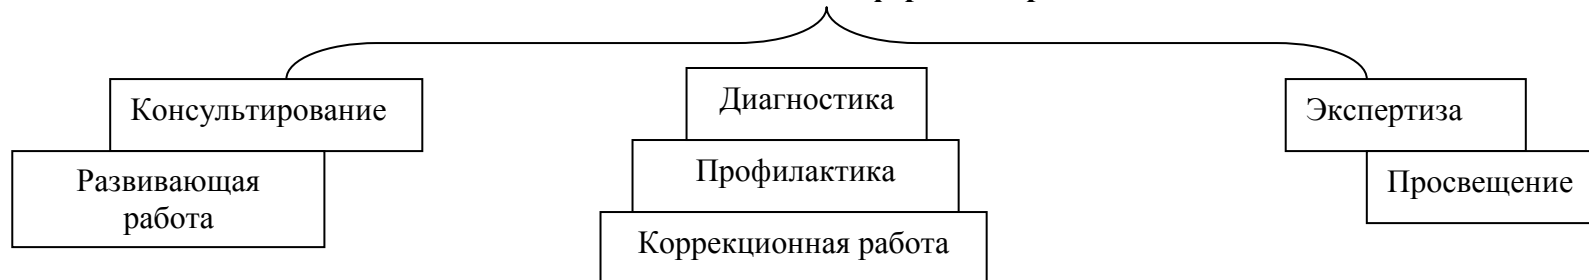 Консультирование
Развивающая
работа
Диагностика
Профилактика
Коррекционная работа
Экспертиза
Просвещение